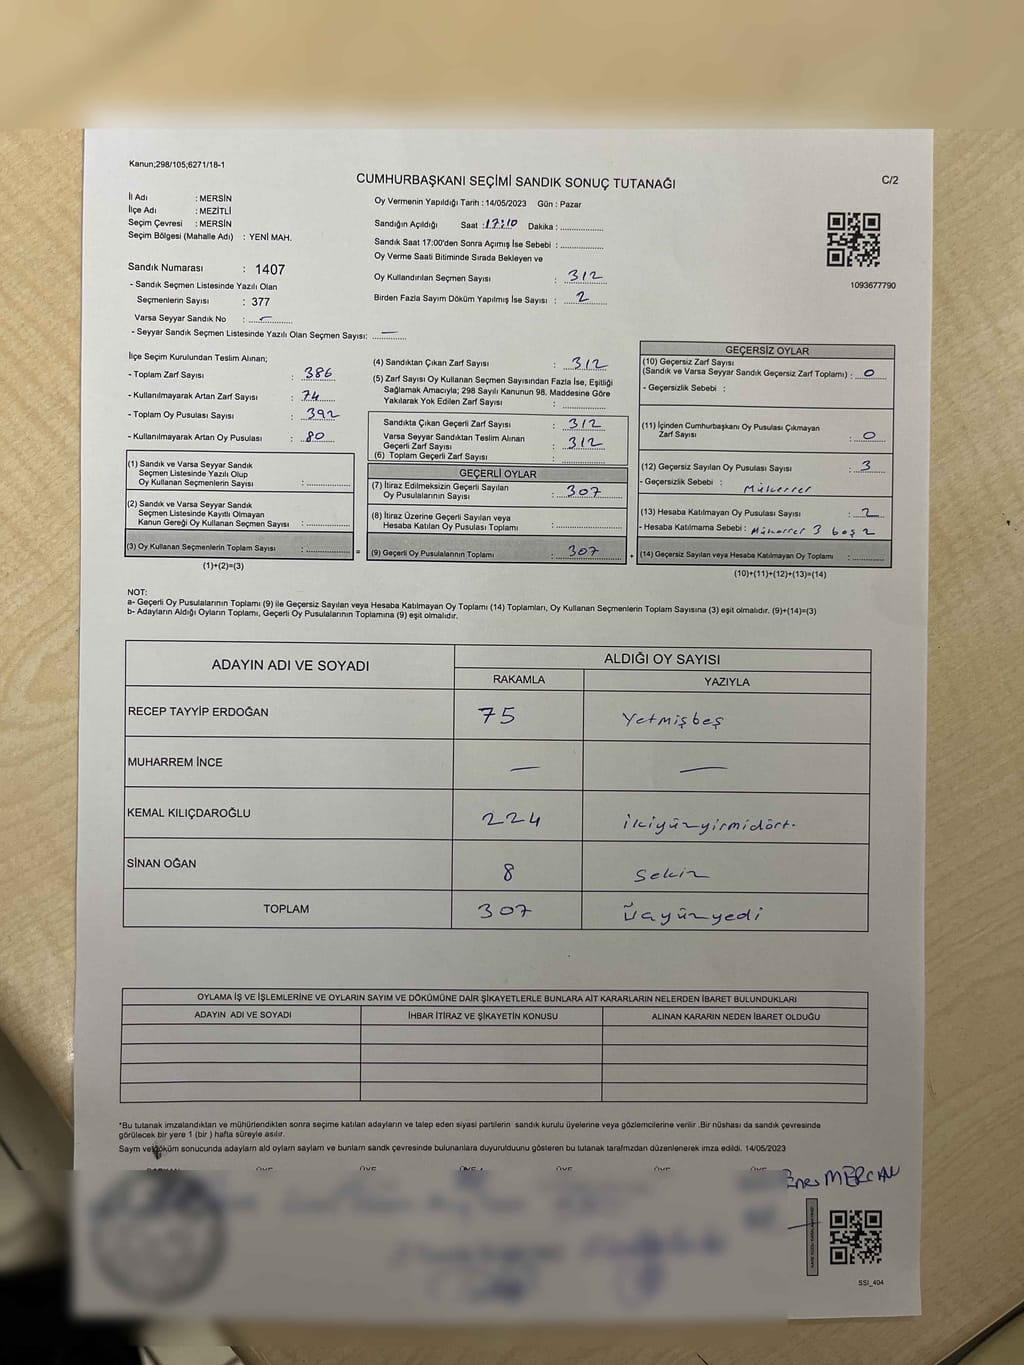 Kanun;298/105;6271/18-1
CUMHURBAŞKANI SEÇİMİ SANDIK SONUÇ TUTANAĞI
C/2
İl Adı : MERSİN
İlçe Adı : MEZİTLİ
Seçim Çevresi : MERSİN
Seçim Bölgesi (Mahalle Adı) : YENİ MAH.
Sandık Numarası : 1407
- Sandık Seçmen Listesinde Yazılı Olan
Seçmenlerin Sayısı : 377
Varsa Seyyar Sandık No : –
- Seyyar Sandık Seçmen Listesinde Yazılı Olan Seçmen Sayısı: –
Oy Vermenin Yapıldığı Tarih : 14/05/2023 Gün : Pazar
Sandığın Açıldığı Saat : 17:10 Dakika : ...............
Sandık Saat 17:00'den Sonra Açımış İse Sebebi : ...............
Oy Verme Saati Bitiminde Sırada Bekleyen ve
Oy Kullandırılan Seçmen Sayısı : 312
Birden Fazla Sayım Döküm Yapılmış İse Sayısı : 2
1093677790
İlçe Seçim Kurulundan Teslim Alınan;
- Toplam Zarf Sayısı : 386
- Kullanılmayarak Artan Zarf Sayısı : 74
- Toplam Oy Pusulası Sayısı : 392
- Kullanılmayarak Artan Oy Pusulası : 80
(1) Sandık ve Varsa Seyyar Sandık
Seçmen Listesinde Yazılı Olup
Oy Kullanan Seçmenlerin Sayısı : ...............
(2) Sandık ve Varsa Seyyar Sandık
Seçmen Listesinde Kayıtlı Olmayan
Kanun Gereği Oy Kullanan Seçmen Sayısı : ...............
(3) Oy Kullanan Seçmenlerin Toplam Sayısı : ...............
(1)+(2)=(3)
=
(4) Sandıktan Çıkan Zarf Sayısı : 312
(5) Zarf Sayısı Oy Kullanan Seçmen Sayısından Fazla İse, Eşitliği
Sağlamak Amacıyla; 298 Sayılı Kanunun 98. Maddesine Göre
Yakılarak Yok Edilen Zarf Sayısı : ...............
Sandıkta Çıkan Geçerli Zarf Sayısı : 312
Varsa Seyyar Sandıktan Teslim Alınan
Geçerli Zarf Sayısı : 312
(6) Toplam Geçerli Zarf Sayısı : ...............
GEÇERLİ OYLAR
(7) İtiraz Edilmeksizin Geçerli Sayılan
Oy Pusulalarının Sayısı : 307
(8) İtiraz Üzerine Geçerli Sayılan veya
Hesaba Katılan Oy Pusulası Toplamı : ...............
(9) Geçerli Oy Pusulalarının Toplamı : 307
+
GEÇERSİZ OYLAR
(10) Geçersiz Zarf Sayısı
(Sandık ve Varsa Seyyar Sandık Geçersiz Zarf Toplamı) : 0
- Geçersizlik Sebebi :
(11) İçinden Cumhurbaşkanı Oy Pusulası Çıkmayan
Zarf Sayısı : 0
(12) Geçersiz Sayılan Oy Pusulası Sayısı : 3
- Geçersizlik Sebebi : Mükerrer
(13) Hesaba Katılmayan Oy Pusulası Sayısı : 2
- Hesaba Katılmama Sebebi : Mükerrer 3 boş 2
(14) Geçersiz Sayılan veya Hesaba Katılmayan Oy Toplamı : ...............
(10)+(11)+(12)+(13)=(14)
NOT:
a- Geçerli Oy Pusulalarının Toplamı (9) ile Geçersiz Sayılan veya Hesaba Katılmayan Oy Toplamı (14) Toplamları, Oy Kullanan Seçmenlerin Toplam Sayısına (3) eşit olmalıdır. (9)+(14)=(3)
b- Adayların Aldığı Oyların Toplamı, Geçerli Oy Pusulalarının Toplamına (9) eşit olmalıdır.
ADAYIN ADI VE SOYADI
ALDIĞI OY SAYISI
RAKAMLA YAZIYLA
RECEP TAYYİP ERDOĞAN 75 Yetmişbeş
MUHARREM İNCE — —
KEMAL KILIÇDAROĞLU 224 ikiyüzyirmidört.
SİNAN OĞAN 8 Sekiz
TOPLAM 307 Üçyüzyedi
OYLAMA İŞ VE İŞLEMLERİNE VE OYLARIN SAYIM VE DÖKÜMÜNE DAİR ŞİKAYETLERLE BUNLARA AİT KARARLARIN NELERDEN İBARET BULUNDUKLARI
ADAYIN ADI VE SOYADI İHBAR İTİRAZ VE ŞİKAYETİN KONUSU ALINAN KARARIN NEDEN İBARET OLDUĞU
*Bu tutanak imzalandıktan ve mühürlendikten sonra seçime katılan adayların ve talep eden siyasi partilerin sandık kurulu üyelerine veya gözlemcilerine verilir .Bir nüshası da sandık çevresinde
görülecek bir yere 1 (bir ) hafta süreyle asılır.
Sayım ve döküm sonucunda adayların ald oyların sayların ve bunların sandk çevresinde bulunanlara duyurulduunu gösteren bu tutanak tarafmzdan düzenlenerek imza edildi. 14/05/2023
Enes MERCAN
SSI_404